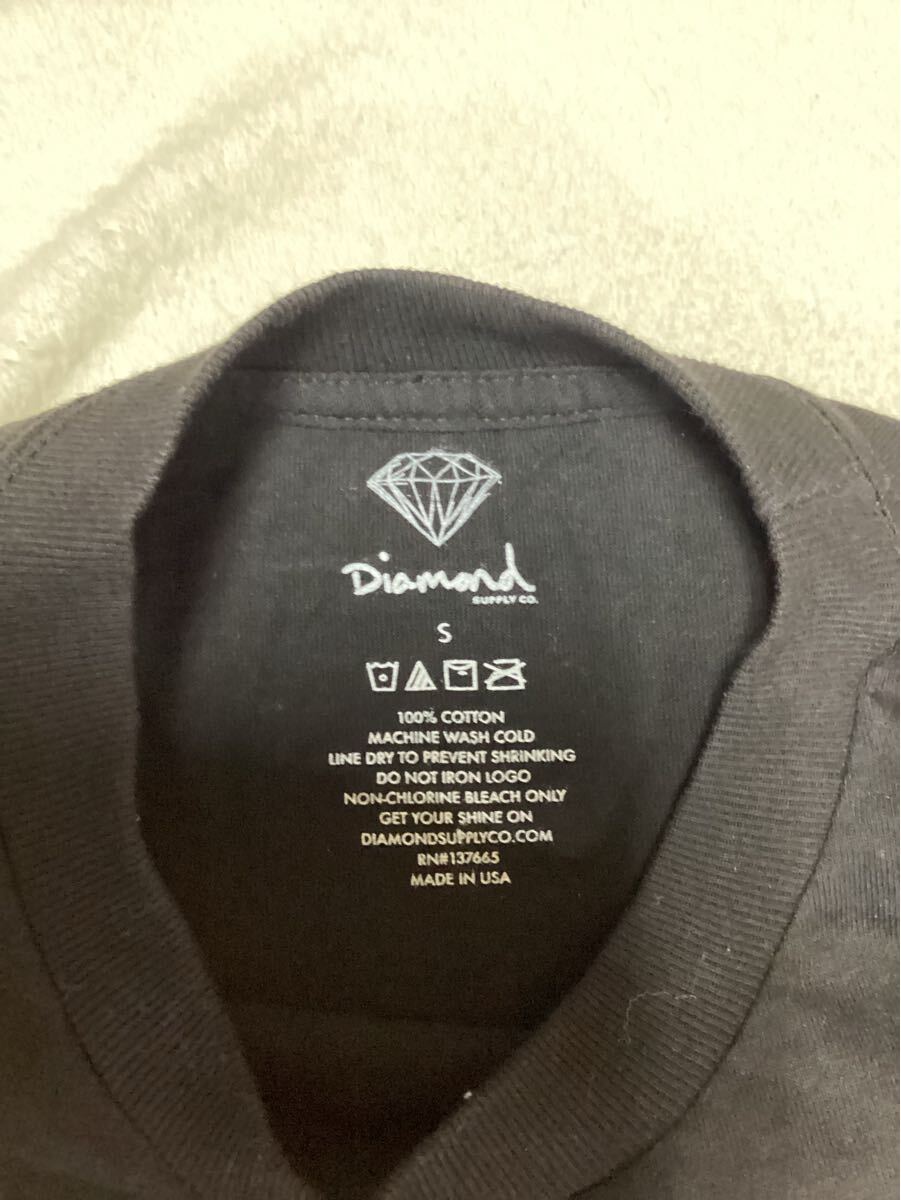 Diamond
SUPPLY CO.
S
100% COTTON
MACHINE WASH COLD
LINE DRY TO PREVENT SHRINKING
DO NOT IRON LOGO
NON-CHLORINE BLEACH ONLY
GET YOUR SHINE ON
DIAMONDSUPPLYCO.COM
RN#137665
MADE IN USA